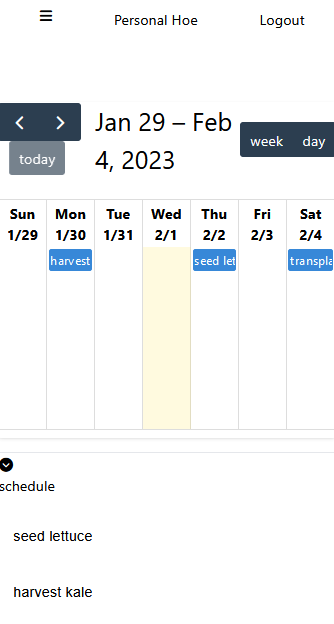 Personal Hoe Logout
Jan 29 – Feb
4, 2023
week day
today
Sun Mon Tue Wed Thu Fri Sat
1/29 1/30 1/31 2/1 2/2 2/3 2/4
harvest seed let transpla
schedule
seed lettuce
harvest kale